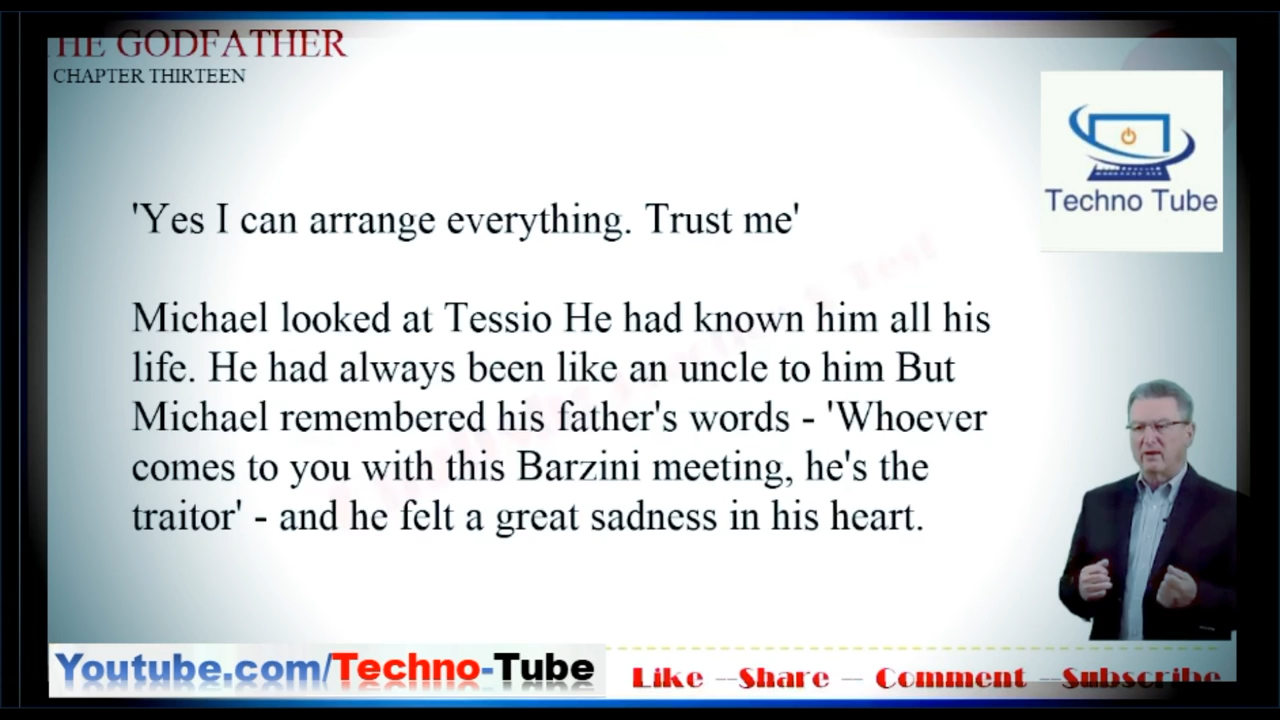 THE GODFATHER
CHAPTER THIRTEEN
Techno Tube
'Yes I can arrange everything. Trust me'
Michael looked at Tessio He had known him all his
life. He had always been like an uncle to him But
Michael remembered his father's words - 'Whoever
comes to you with this Barzini meeting, he's the
traitor' - and he felt a great sadness in his heart.
Youtube.com/Techno-Tube
Like – Share – Comment – Subscribe